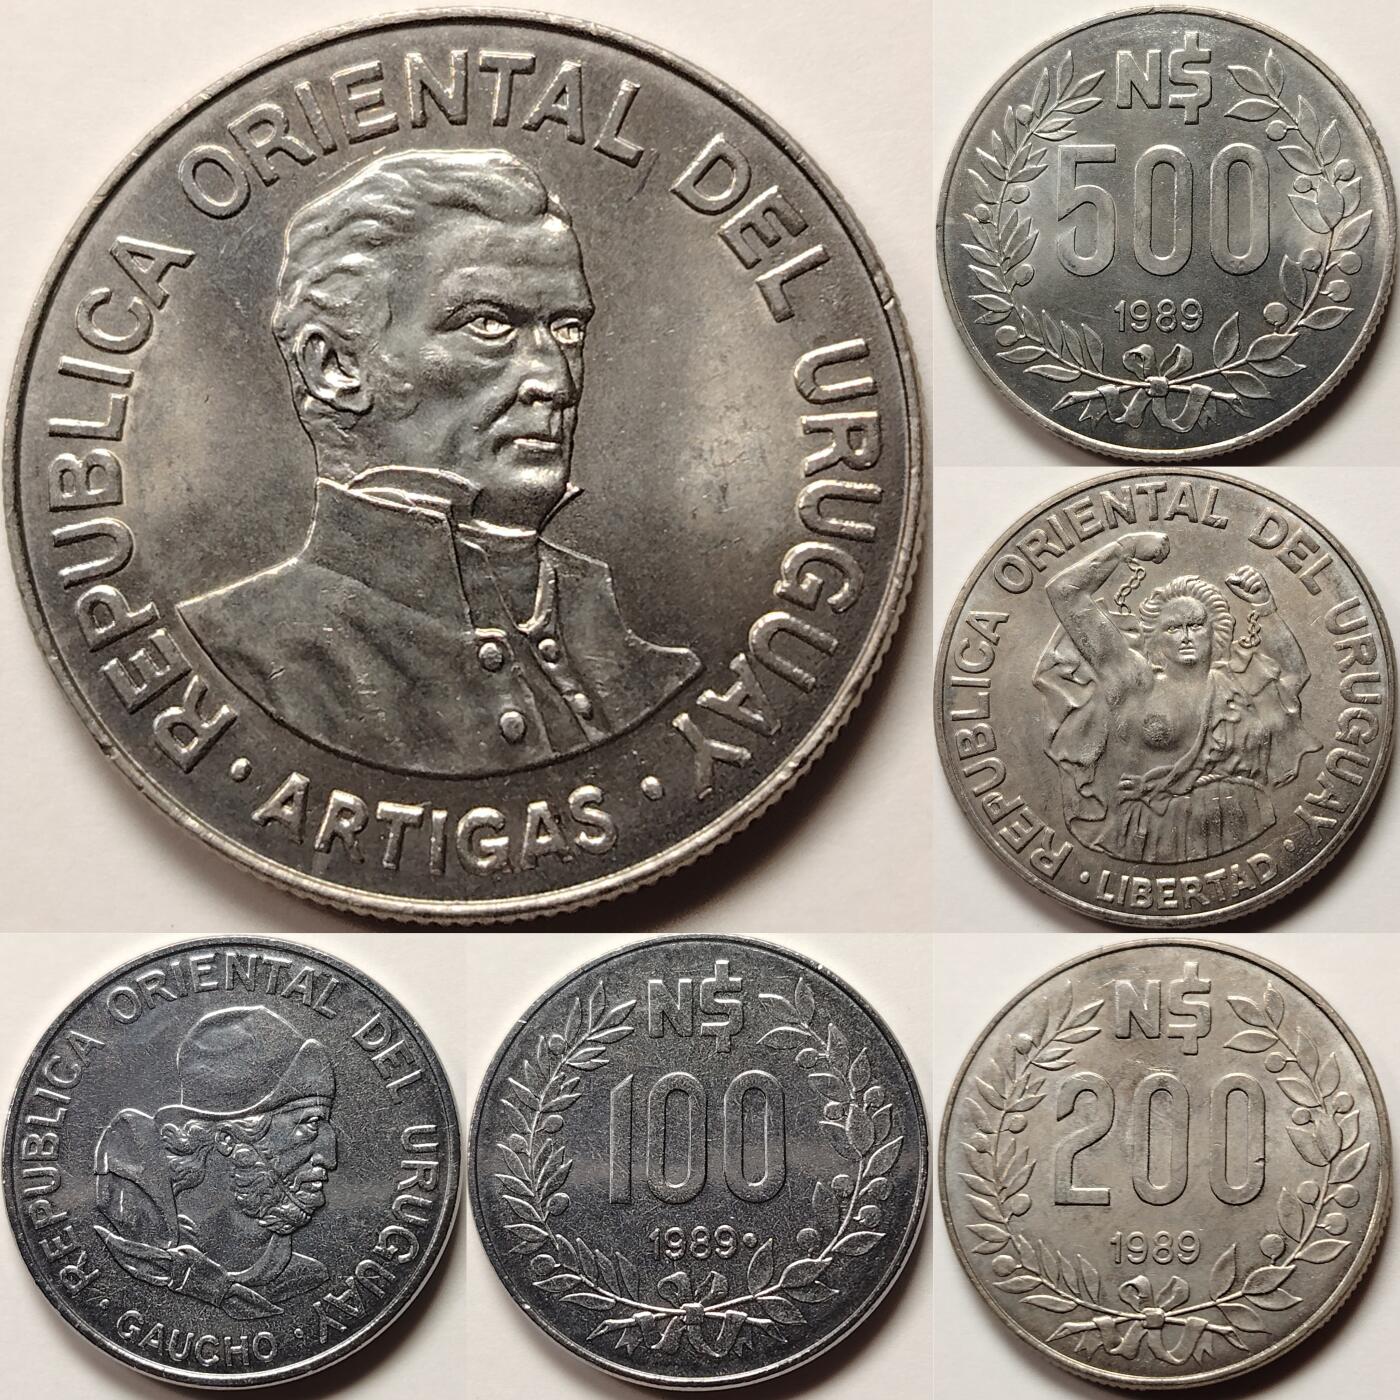 REPUBLICA ORIENTAL DEL URUGUAY
· ARTIGAS ·
N$
500
1989
REPUBLICA ORIENTAL DEL URUGUAY
· LIBERTAD ·
REPUBLICA ORIENTAL DEL URUGUAY
· GAUCHO ·
N$
100
1989
N$
200
1989